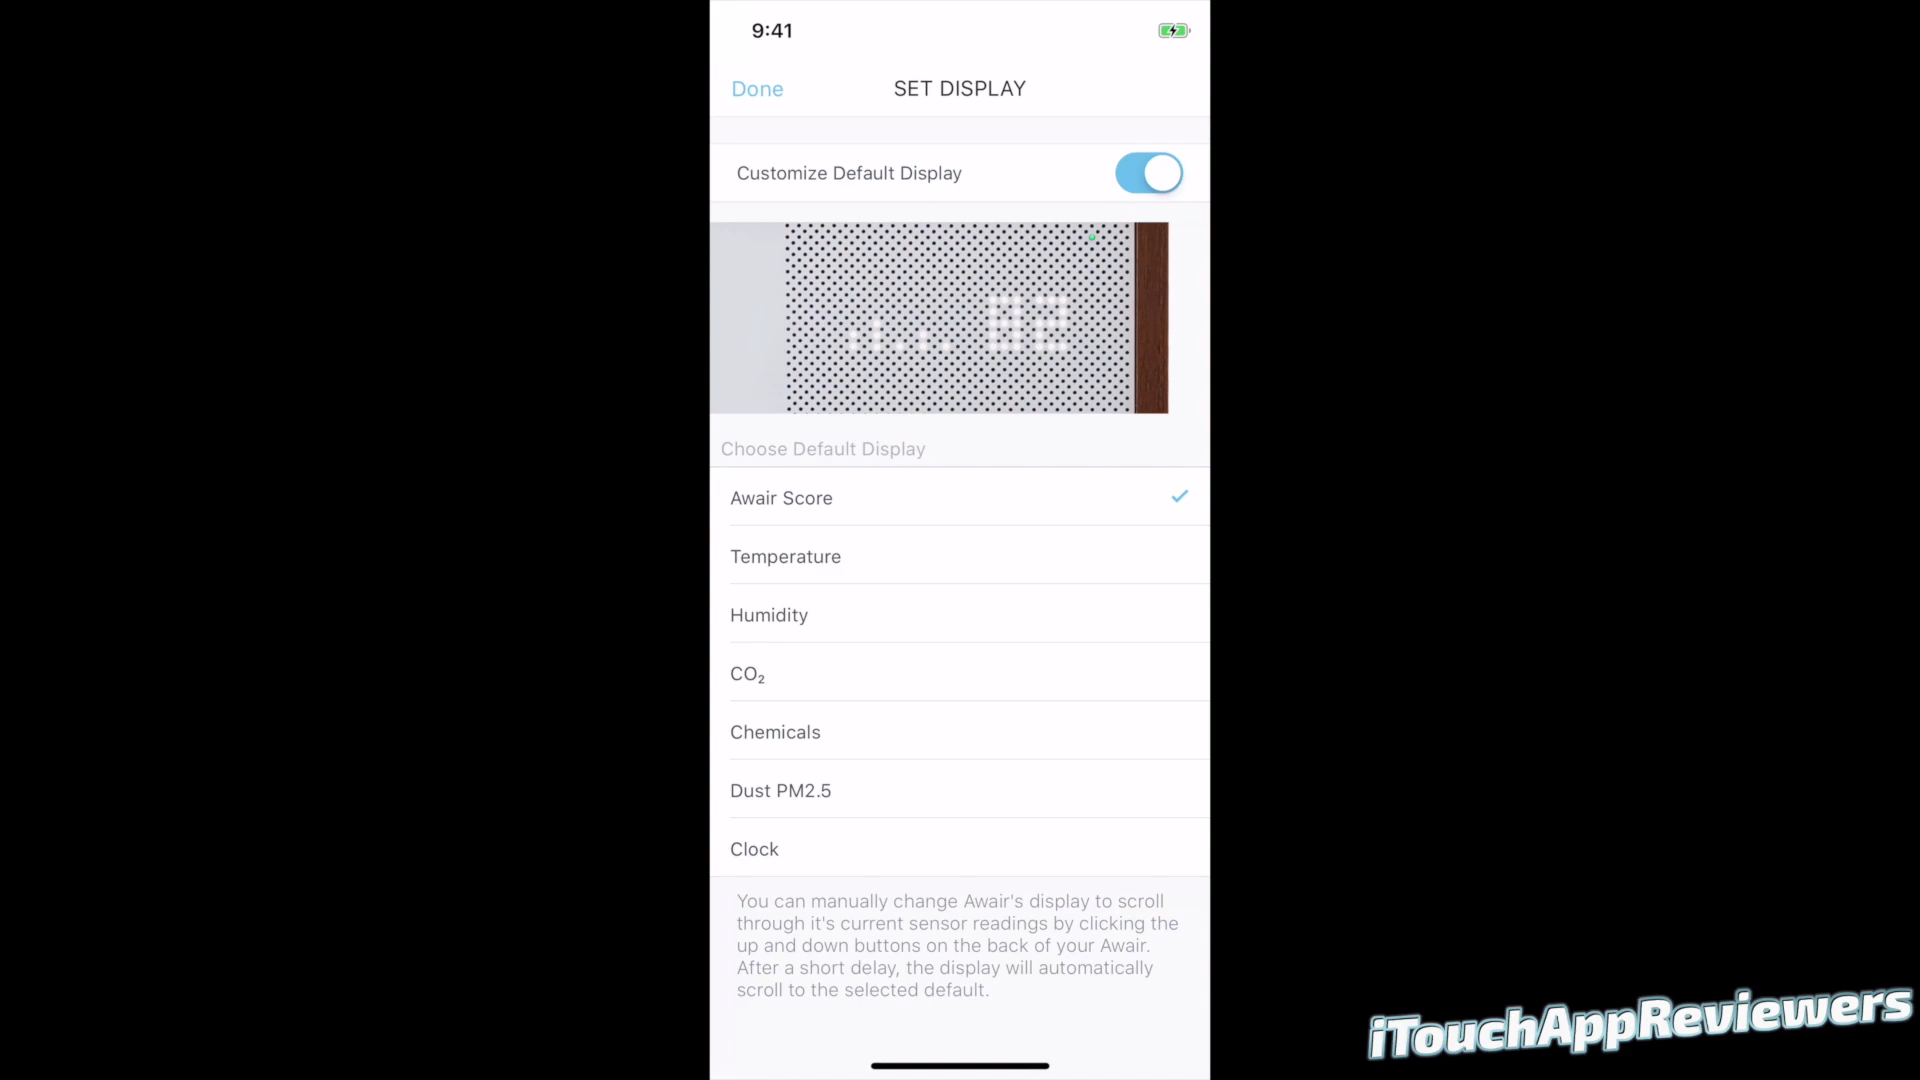 9:41
Done
SET DISPLAY
Customize Default Display
Choose Default Display
Awair Score
Temperature
Humidity
CO₂
Chemicals
Dust PM2.5
Clock
You can manually change Awair's display to scroll
through it's current sensor readings by clicking the
up and down buttons on the back of your Awair.
After a short delay, the display will automatically
scroll to the selected default.
iTouchAppReviewers